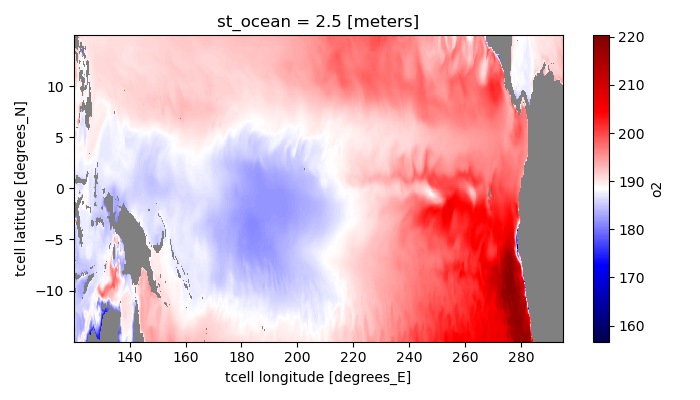 st_ocean = 2.5 [meters]
10
5
0
−5
−10
tcell latitude [degrees_N]
140 160 180 200 220 240 260 280
tcell longitude [degrees_E]
220
210
200
190
180
170
160
o2